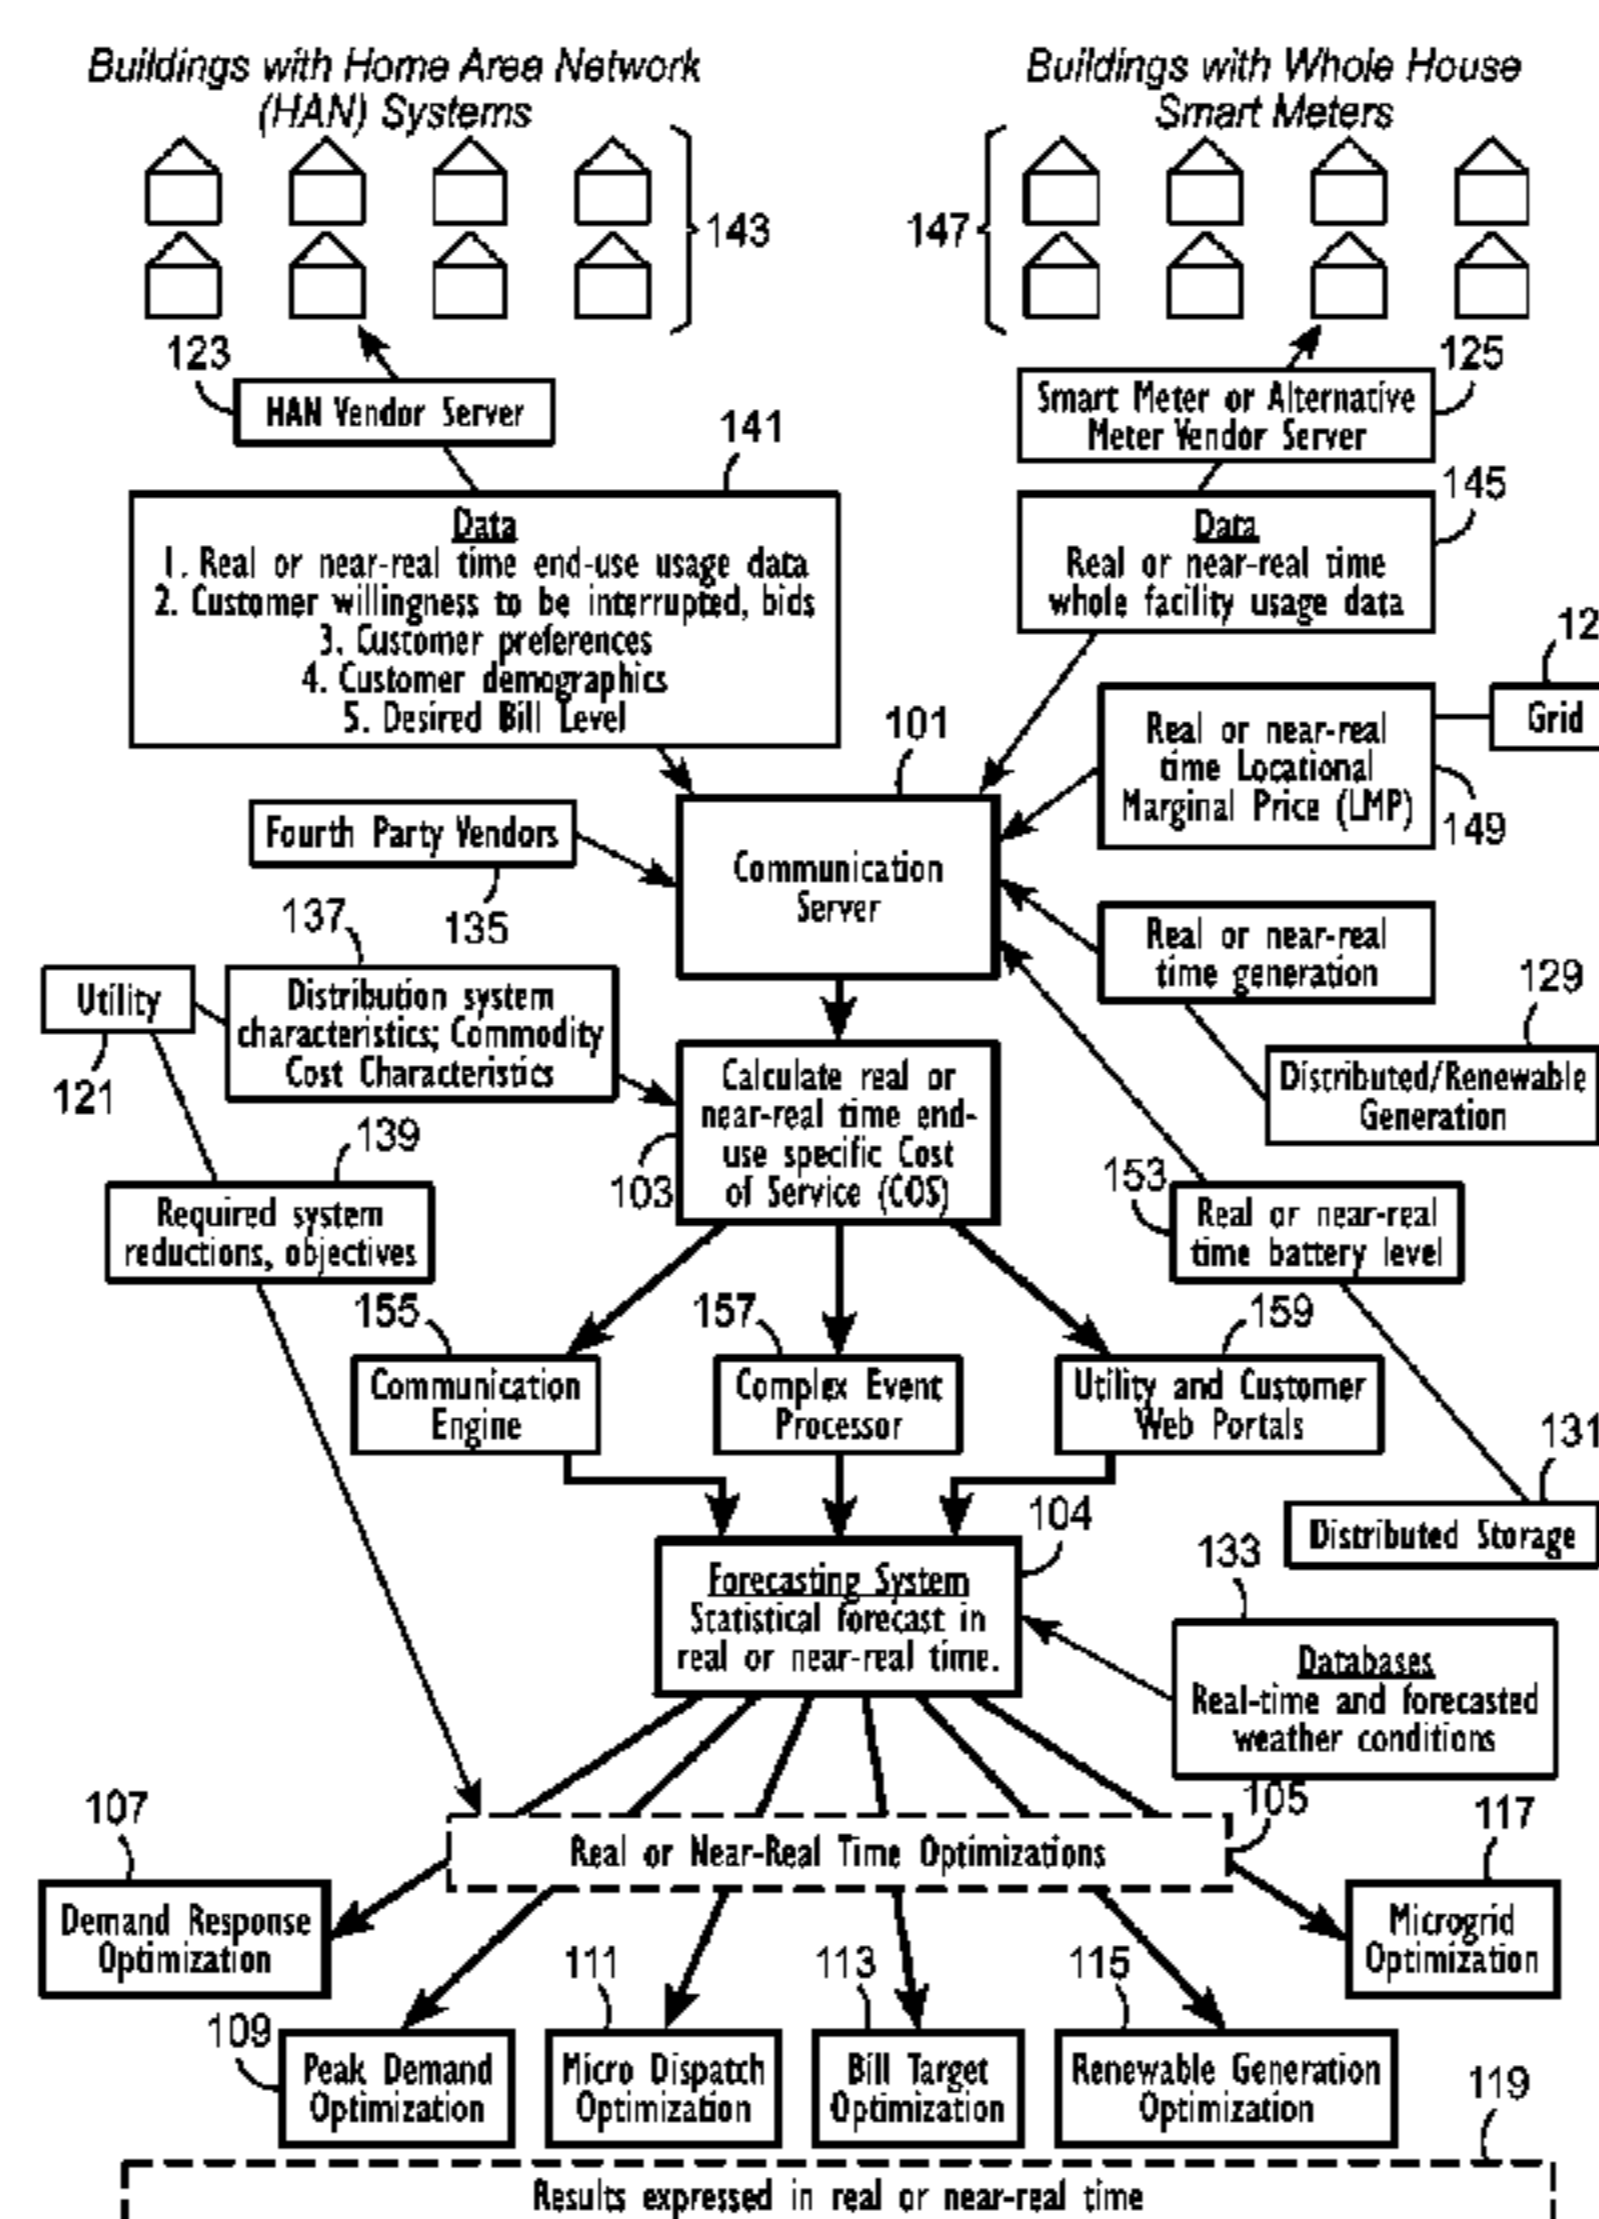 Buildings with Home Area Network
(HAN) Systems
Buildings with Whole House
Smart Meters
143
147
123
HAN Vendor Server
125
Smart Meter or Alternative
Meter Vendor Server
141
Data
1. Real or near-real time end-use usage data
2. Customer willingness to be interrupted, bids
3. Customer preferences
4. Customer demographics
5. Desired Bill Level
145
Data
Real or near-real time
whole facility usage data
12
Grid
Real or near-real
time Locational
Marginal Price (LMP)
149
101
Communication
Server
Fourth Party Vendors
135
137
Utility
121
Distribution system
characteristics; Commodity
Cost Characteristics
Real or near-real
time generation
129
Distributed/Renewable
Generation
Calculate real or
near-real time end-
use specific Cost
of Service (COS)
103
139
Required system
reductions, objectives
153
Real or near-real
time battery level
155
Communication
Engine
157
Complex Event
Processor
159
Utility and Customer
Web Portals
131
Distributed Storage
104
Forecasting System
Statistical forecast in
real or near-real time.
133
Databases
Real-time and forecasted
weather conditions
105
Real or Near-Real Time Optimizations
107
Demand Response
Optimization
117
Microgrid
Optimization
109
Peak Demand
Optimization
111
Micro Dispatch
Optimization
113
Bill Target
Optimization
115
Renewable Generation
Optimization
119
Results expressed in real or near-real time